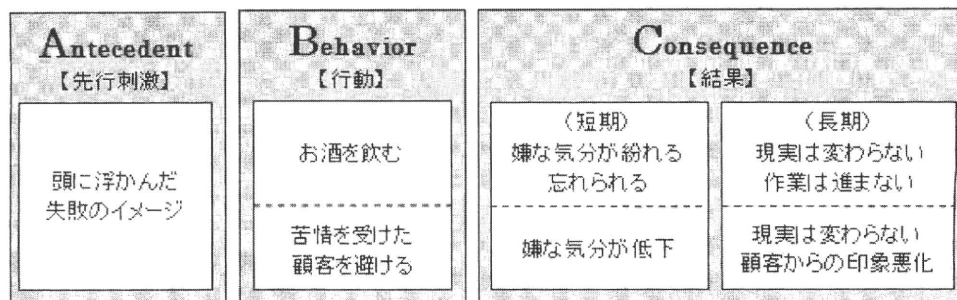 Antecedent
【先行刺激】
頭に浮かんだ
失敗のイメージ
Behavior
【行動】
お酒を飲む
苦情を受けた
顧客を避ける
Consequence
【結果】
（短期）
嫌な気分が紛れる
忘れられる
嫌な気分が低下
（長期）
現実は変わらない
作業は進まない
現実は変わらない
顧客からの印象悪化